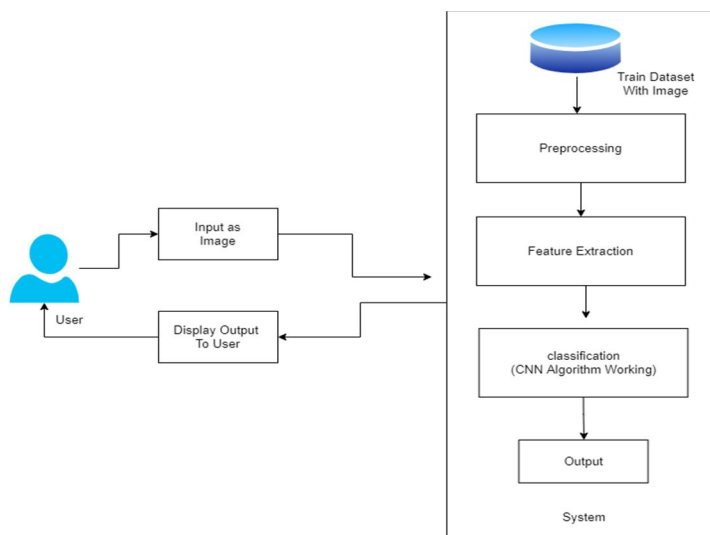 Train Dataset
With Image
Preprocessing
Input as
Image
Feature Extraction
User
Display Output
To User
classification
(CNN Algorithm Working)
Output
System